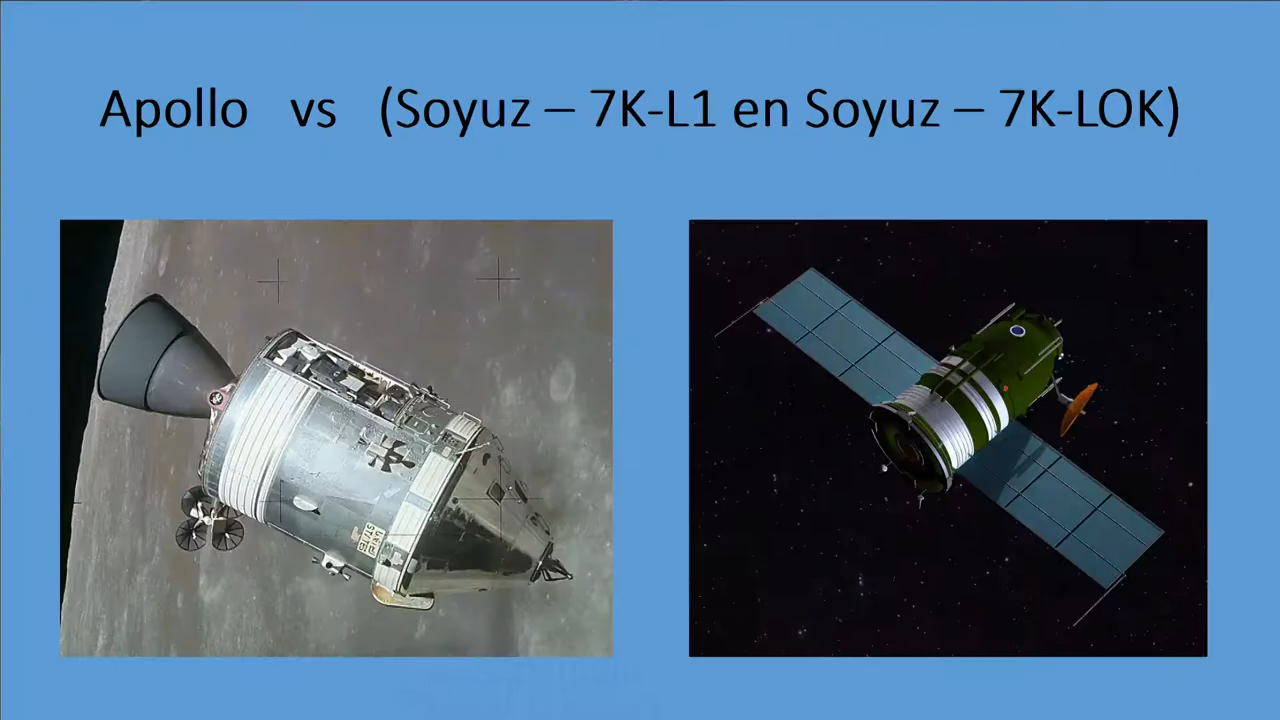 Apollo vs (Soyuz – 7K-L1 en Soyuz – 7K-LOK)